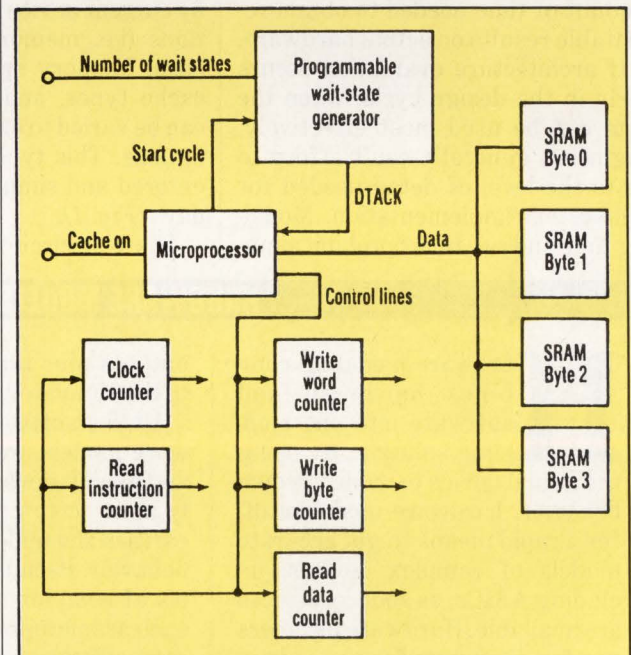 Number of wait states
Programmable
wait-state
generator
Start cycle
DTACK
SRAM
Byte 0
Cache on
Microprocessor
Data
SRAM
Byte 1
Control lines
SRAM
Byte 2
Clock
counter
Write
word
counter
SRAM
Byte 3
Read
instruction
counter
Write
byte
counter
Read
data
counter